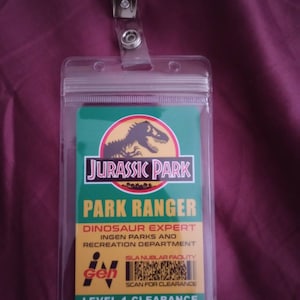 JURASSIC PARK
PARK RANGER
DINOSAUR EXPERT
INGEN PARKS AND
RECREATION DEPARTMENT
InGen
ISLA NUBLAR FACILITY
SCAN FOR CLEARANCE
LEVEL 4 CLEARANCE